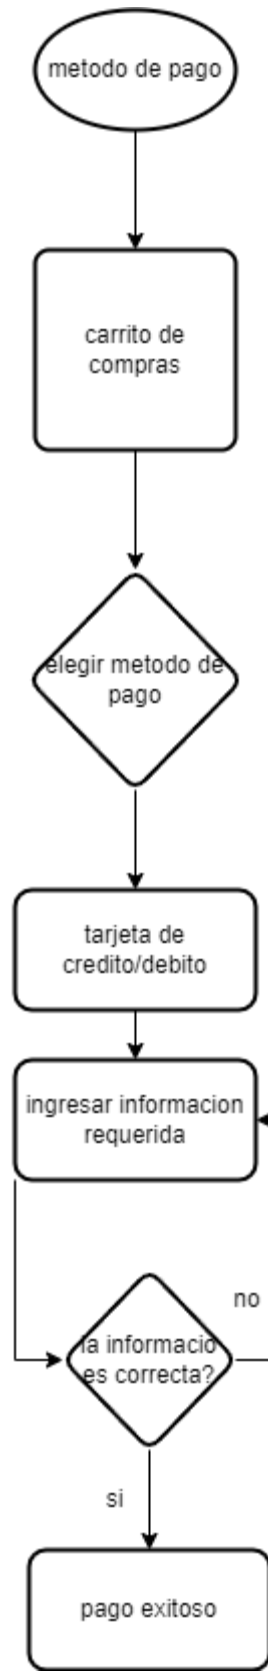 metodo de pago
carrito de
compras
elegir metodo de
pago
tarjeta de
credito/debito
ingresar informacion
requerida
no
la informacio
es correcta?
si
pago exitoso